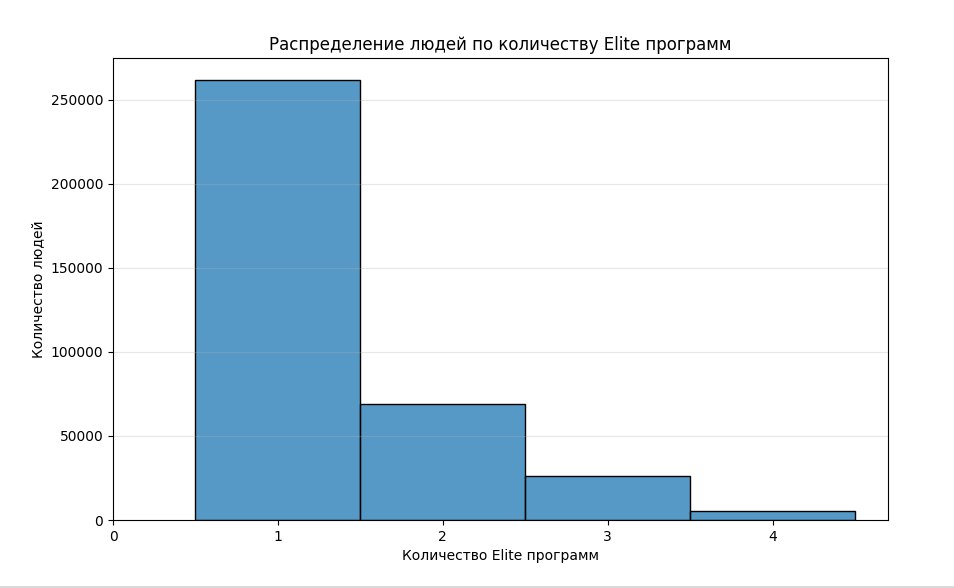 Распределение людей по количеству Elite программ
250000
200000
150000
100000
50000
0
Количество людей
0 1 2 3 4
Количество Elite программ